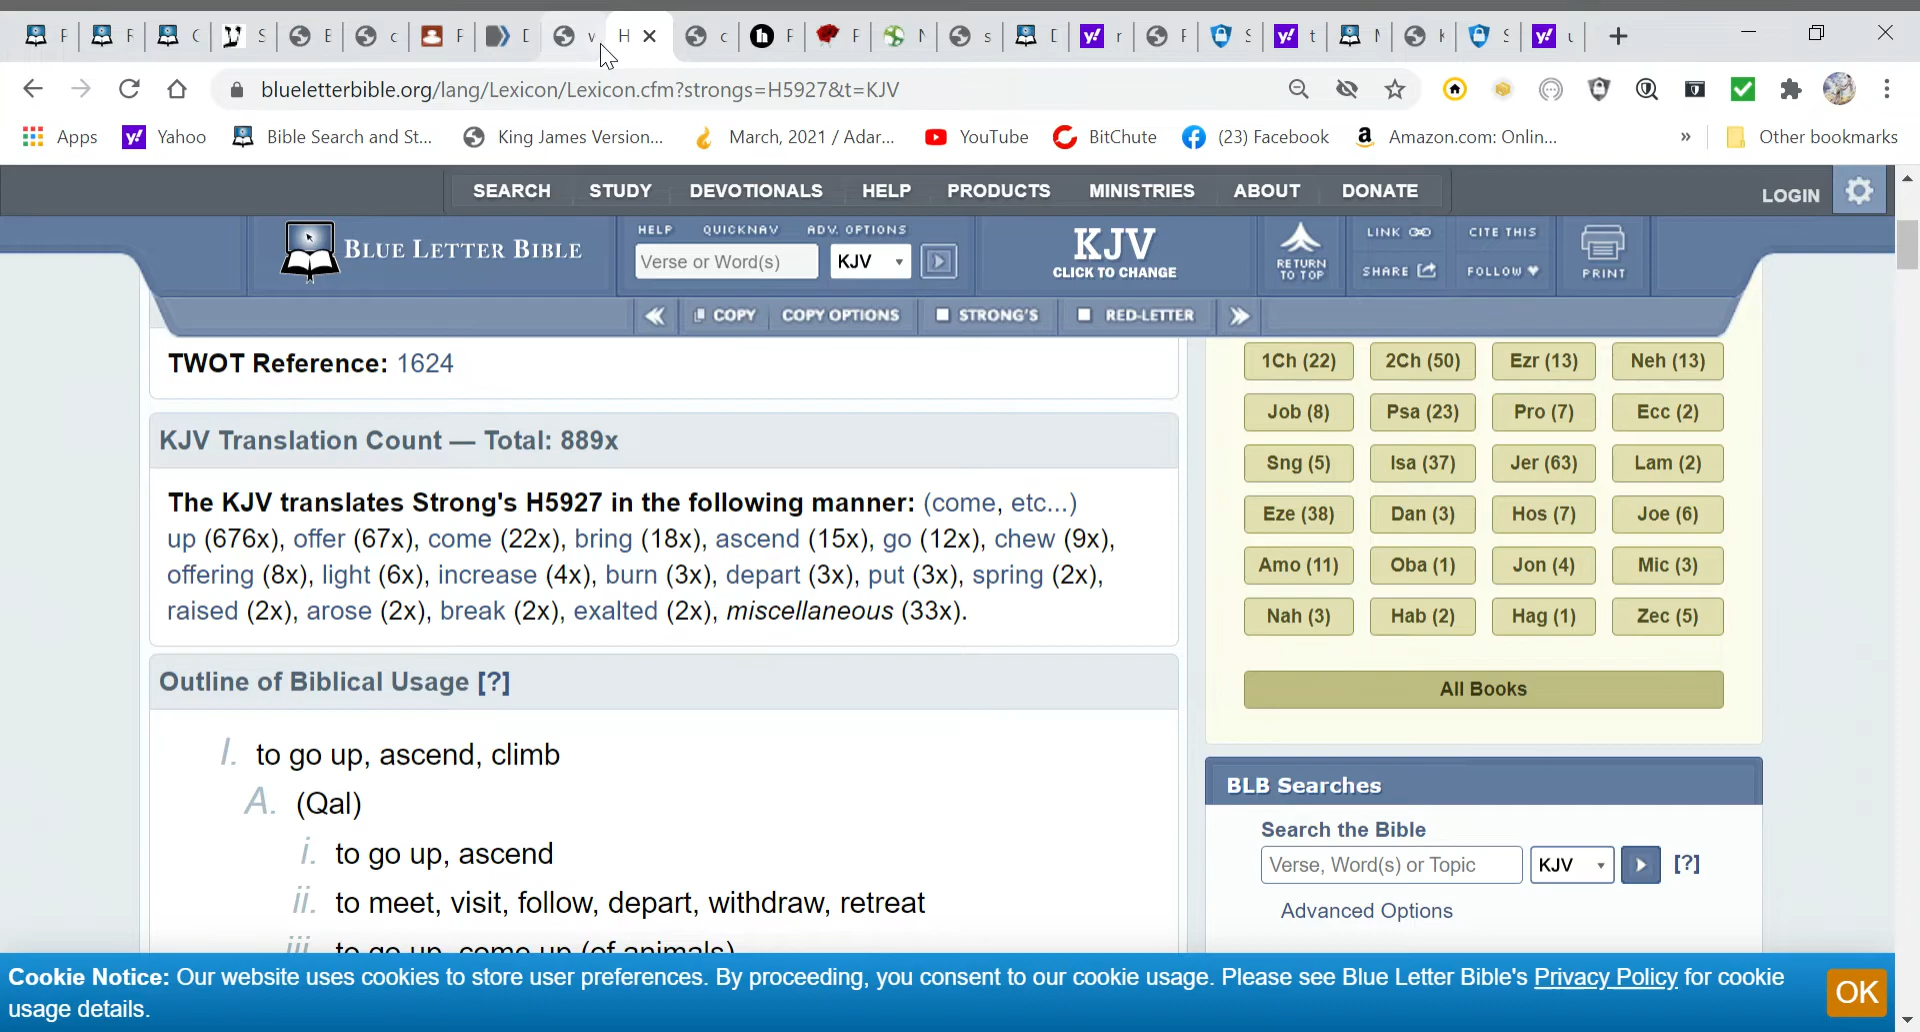 F F C S E c F D v H c F F N s D r F S t M k S u
blueletterbible.org/lang/Lexicon/Lexicon.cfm?strongs=H5927&t=KJV
Apps Yahoo Bible Search and St... King James Version... March, 2021 / Adar... YouTube BitChute (23) Facebook Amazon.com: Onlin... » Other bookmarks
SEARCH STUDY DEVOTIONALS HELP PRODUCTS MINISTRIES ABOUT DONATE LOGIN
BLUE LETTER BIBLE
HELP QUICKNAV ADV. OPTIONS
Verse or Word(s) KJV
KJV
CLICK TO CHANGE
RETURN
TO TOP
LINK CITE THIS
SHARE FOLLOW
PRINT
COPY COPY OPTIONS STRONG'S RED-LETTER
TWOT Reference: 1624
KJV Translation Count — Total: 889x
The KJV translates Strong's H5927 in the following manner: (come, etc...)
up (676x), offer (67x), come (22x), bring (18x), ascend (15x), go (12x), chew (9x),
offering (8x), light (6x), increase (4x), burn (3x), depart (3x), put (3x), spring (2x),
raised (2x), arose (2x), break (2x), exalted (2x), miscellaneous (33x).
Outline of Biblical Usage [?]
I. to go up, ascend, climb
A. (Qal)
i. to go up, ascend
ii. to meet, visit, follow, depart, withdraw, retreat
iii. to go up, come up (of animals)
1Ch (22) 2Ch (50) Ezr (13) Neh (13)
Job (8) Psa (23) Pro (7) Ecc (2)
Sng (5) Isa (37) Jer (63) Lam (2)
Eze (38) Dan (3) Hos (7) Joe (6)
Amo (11) Oba (1) Jon (4) Mic (3)
Nah (3) Hab (2) Hag (1) Zec (5)
All Books
BLB Searches
Search the Bible
Verse, Word(s) or Topic KJV [?]
Advanced Options
Cookie Notice: Our website uses cookies to store user preferences. By proceeding, you consent to our cookie usage. Please see Blue Letter Bible's Privacy Policy for cookie
usage details.
OK